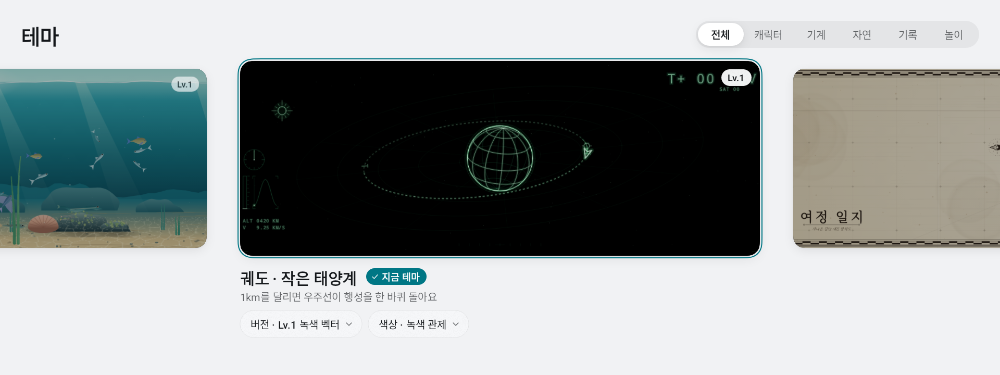 테마
전체 캐릭터 기계 자연 기록 놀이
Lv.1
T+ 00
Lv.1
ALT 0420 KM
여정 일지
궤도 · 작은 태양계 지금 테마
1km를 달리면 우주선이 행성을 한 바퀴 돌아요
버전 · Lv.1 녹색 벡터 색상 · 녹색 관제